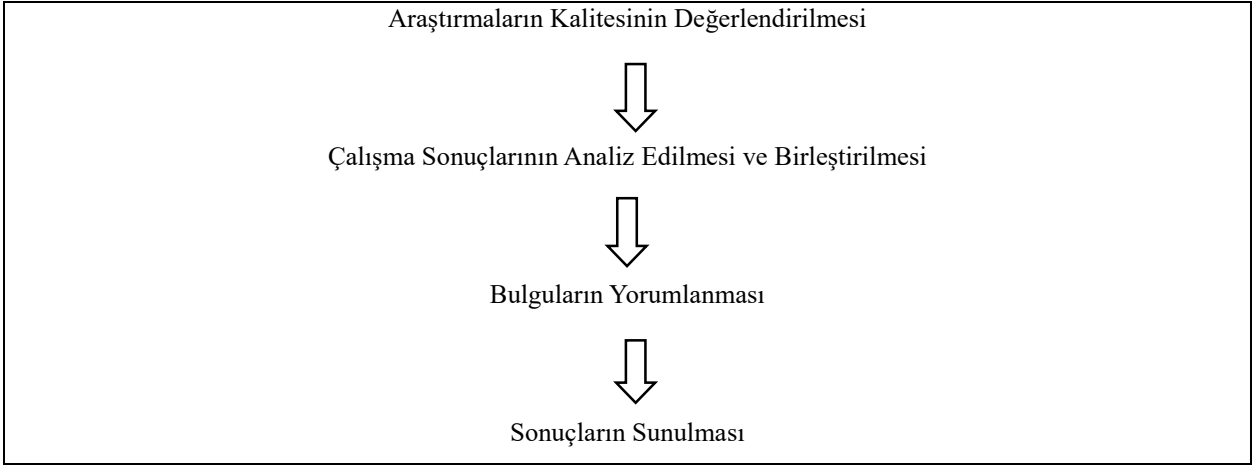 Araştırmaların Kalitesinin Değerlendirilmesi
Çalışma Sonuçlarının Analiz Edilmesi ve Birleştirilmesi
Bulguların Yorumlanması
Sonuçların Sunulması